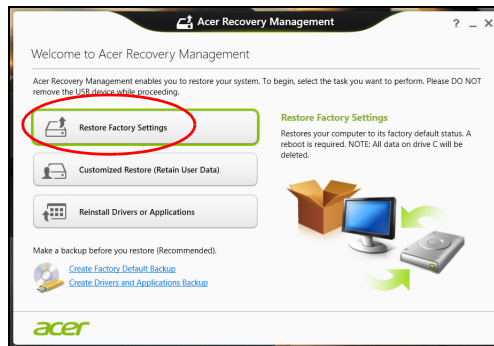 Acer Recovery Management
Welcome to Acer Recovery Management
Acer Recovery Management enables you to restore your system. To begin, select the task you want to perform. Please DO NOT
remove the USB device while proceeding.
Restore Factory Settings
Customized Restore (Retain User Data)
Reinstall Drivers or Applications
Restore Factory Settings
Restores your computer to its factory default status. A
reboot is required. NOTE: All data on drive C will be
deleted.
Make a backup before you restore (Recommended).
Create Factory Default Backup
Create Drivers and Applications Backup
acer